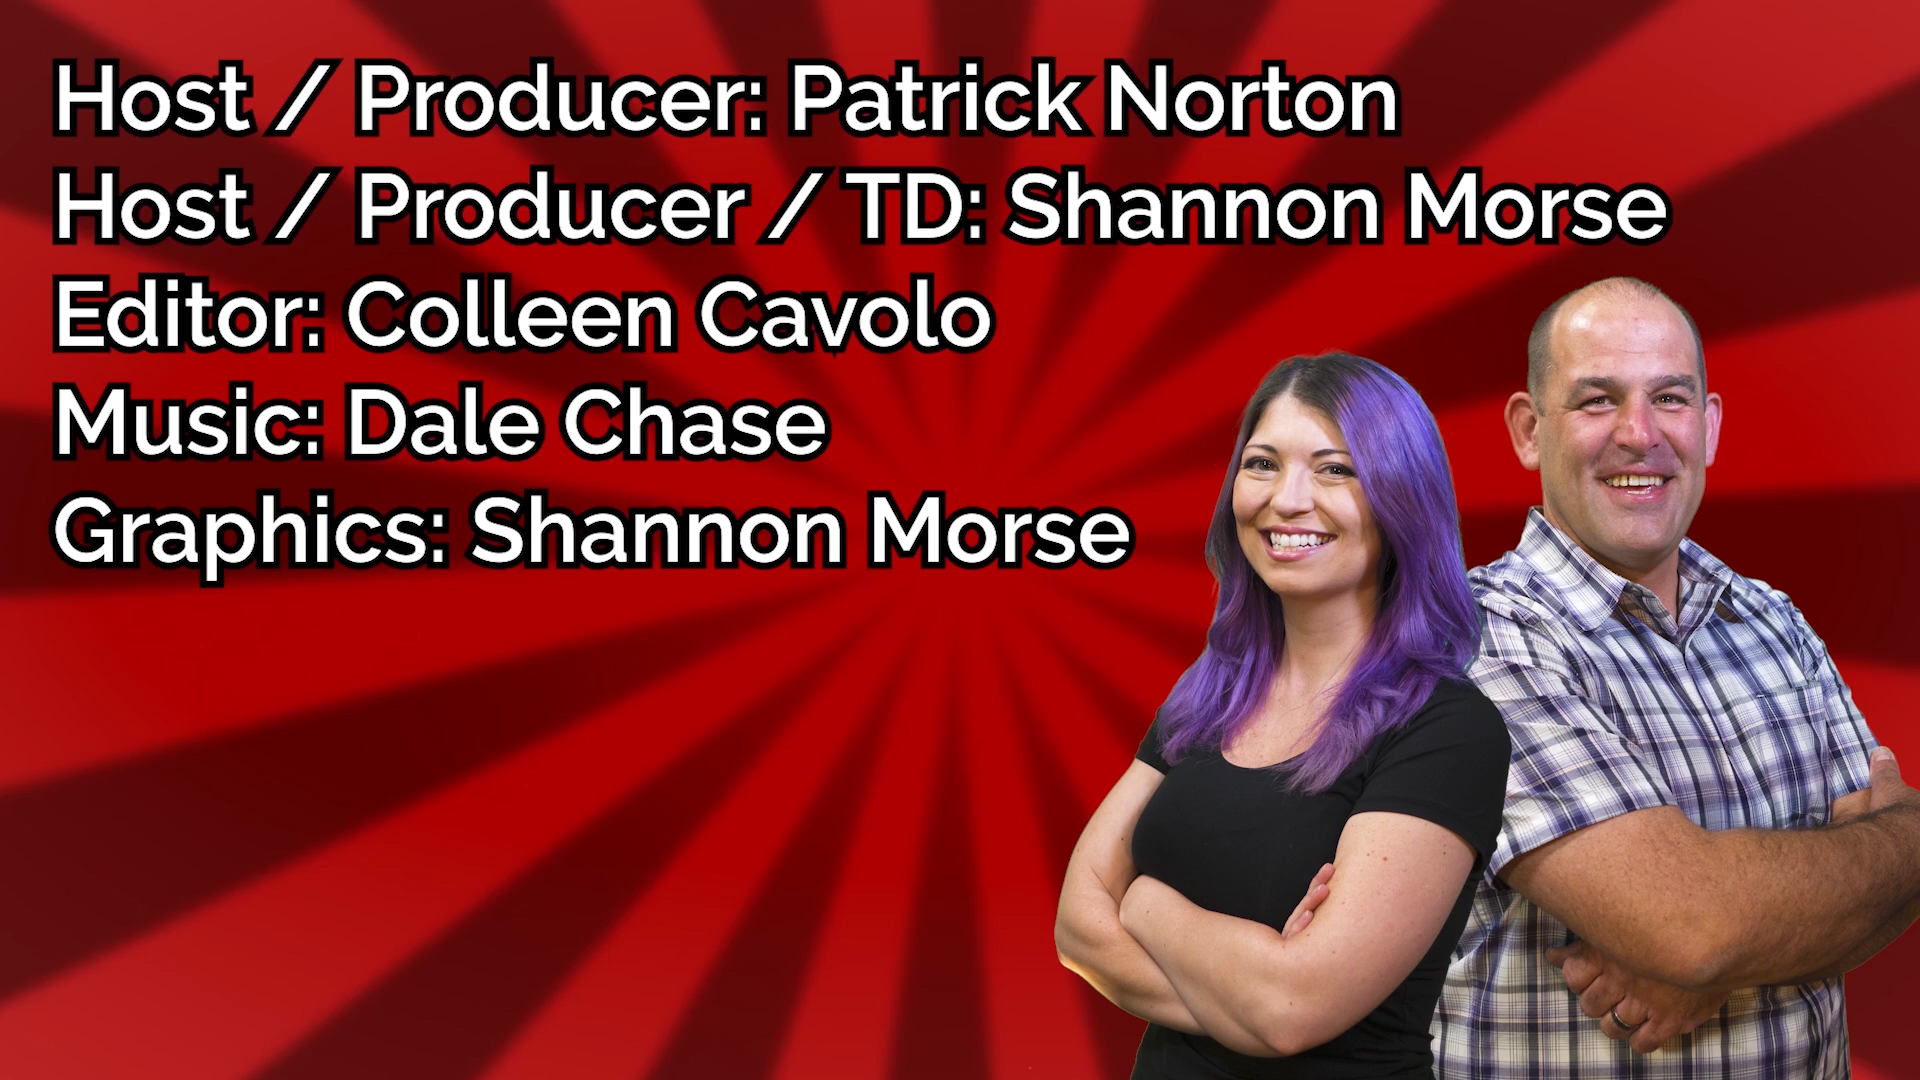 Host / Producer: Patrick Norton
Host / Producer / TD: Shannon Morse
Editor: Colleen Cavolo
Music: Dale Chase
Graphics: Shannon Morse